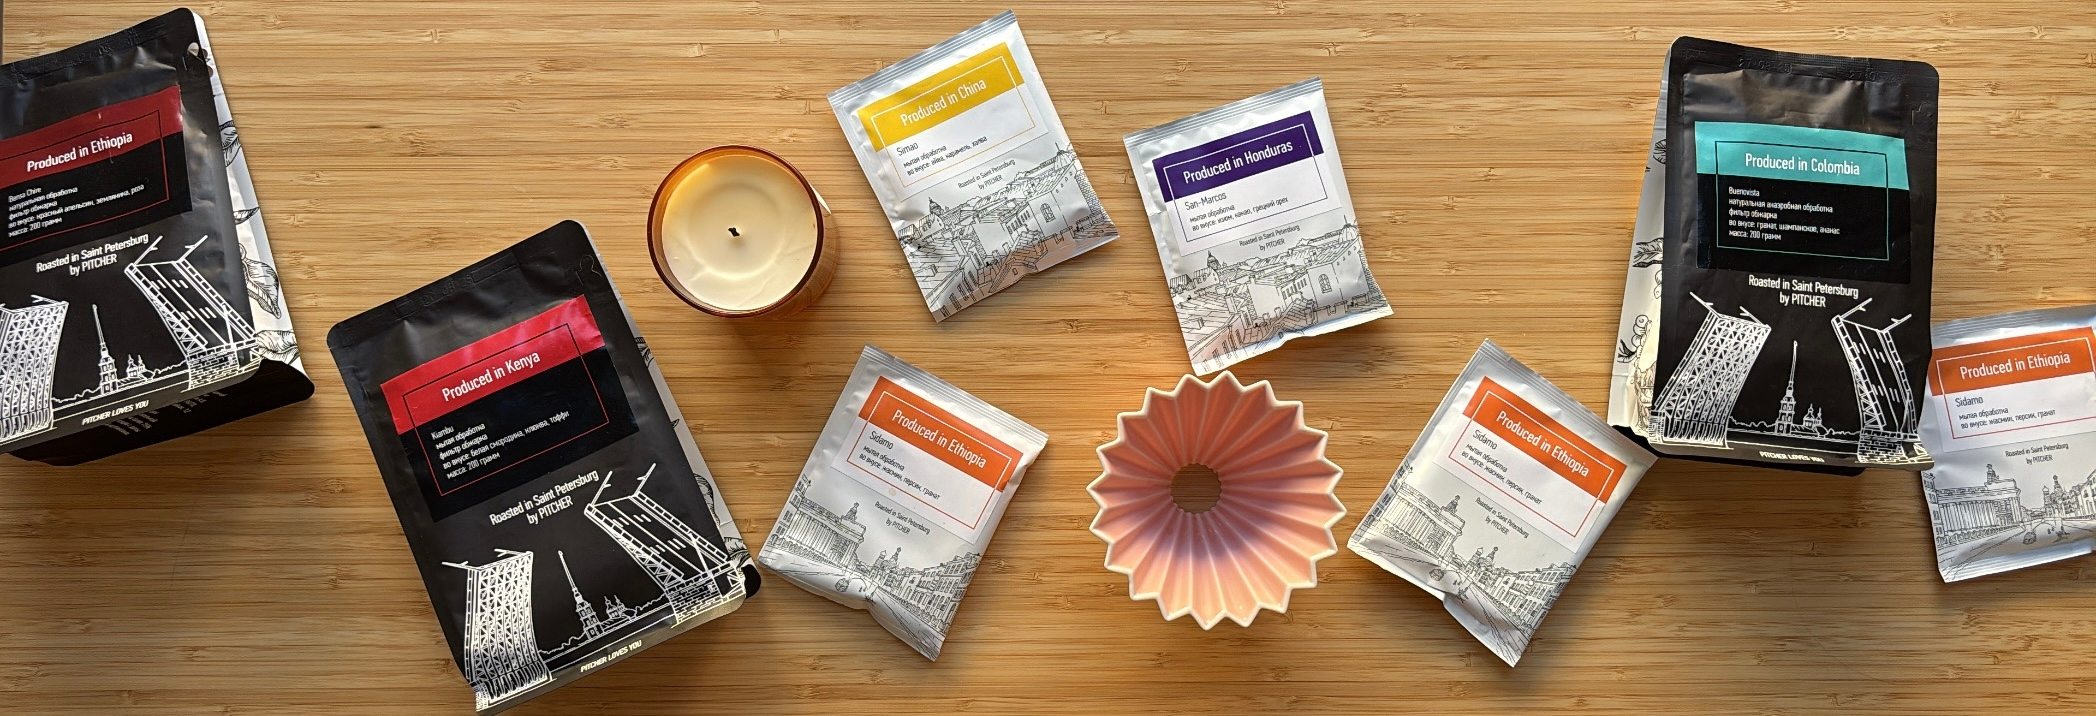 Produced in Ethiopia
Bensa Chire
натуральная обработка
фильтр обжарка
во вкусе: красный апельсин, земляника, роза
масса: 200 грамм
Roasted in Saint Petersburg
by PITCHER
PITCHER LOVES YOU
Produced in Kenya
Kiambu
мытая обработка
фильтр обжарка
во вкусе: белая смородина, клюква, тоффи
масса: 200 грамм
Roasted in Saint Petersburg
by PITCHER
PITCHER LOVES YOU
Produced in China
Simao
мытая обработка
во вкусе: айва, карамель, халва
Roasted in Saint Petersburg
by PITCHER
Produced in Ethiopia
Sidamo
мытая обработка
во вкусе: жасмин, персик, гранат
Roasted in Saint Petersburg
by PITCHER
Produced in Honduras
San-Marcos
мытая обработка
во вкусе: изюм, какао, грецкий орех
Roasted in Saint Petersburg
by PITCHER
Produced in Ethiopia
Sidamo
мытая обработка
во вкусе: жасмин, персик, гранат
Roasted in Saint Petersburg
by PITCHER
Produced in Colombia
Buenovista
натуральная анаэробная обработка
фильтр обжарка
во вкусе: гранат, шампанское, ананас
масса: 200 грамм
Roasted in Saint Petersburg
by PITCHER
PITCHER LOVES YOU
Produced in Ethiopia
Sidamo
мытая обработка
во вкусе: жасмин, персик, гранат
Roasted in Saint Petersburg
by PITCHER